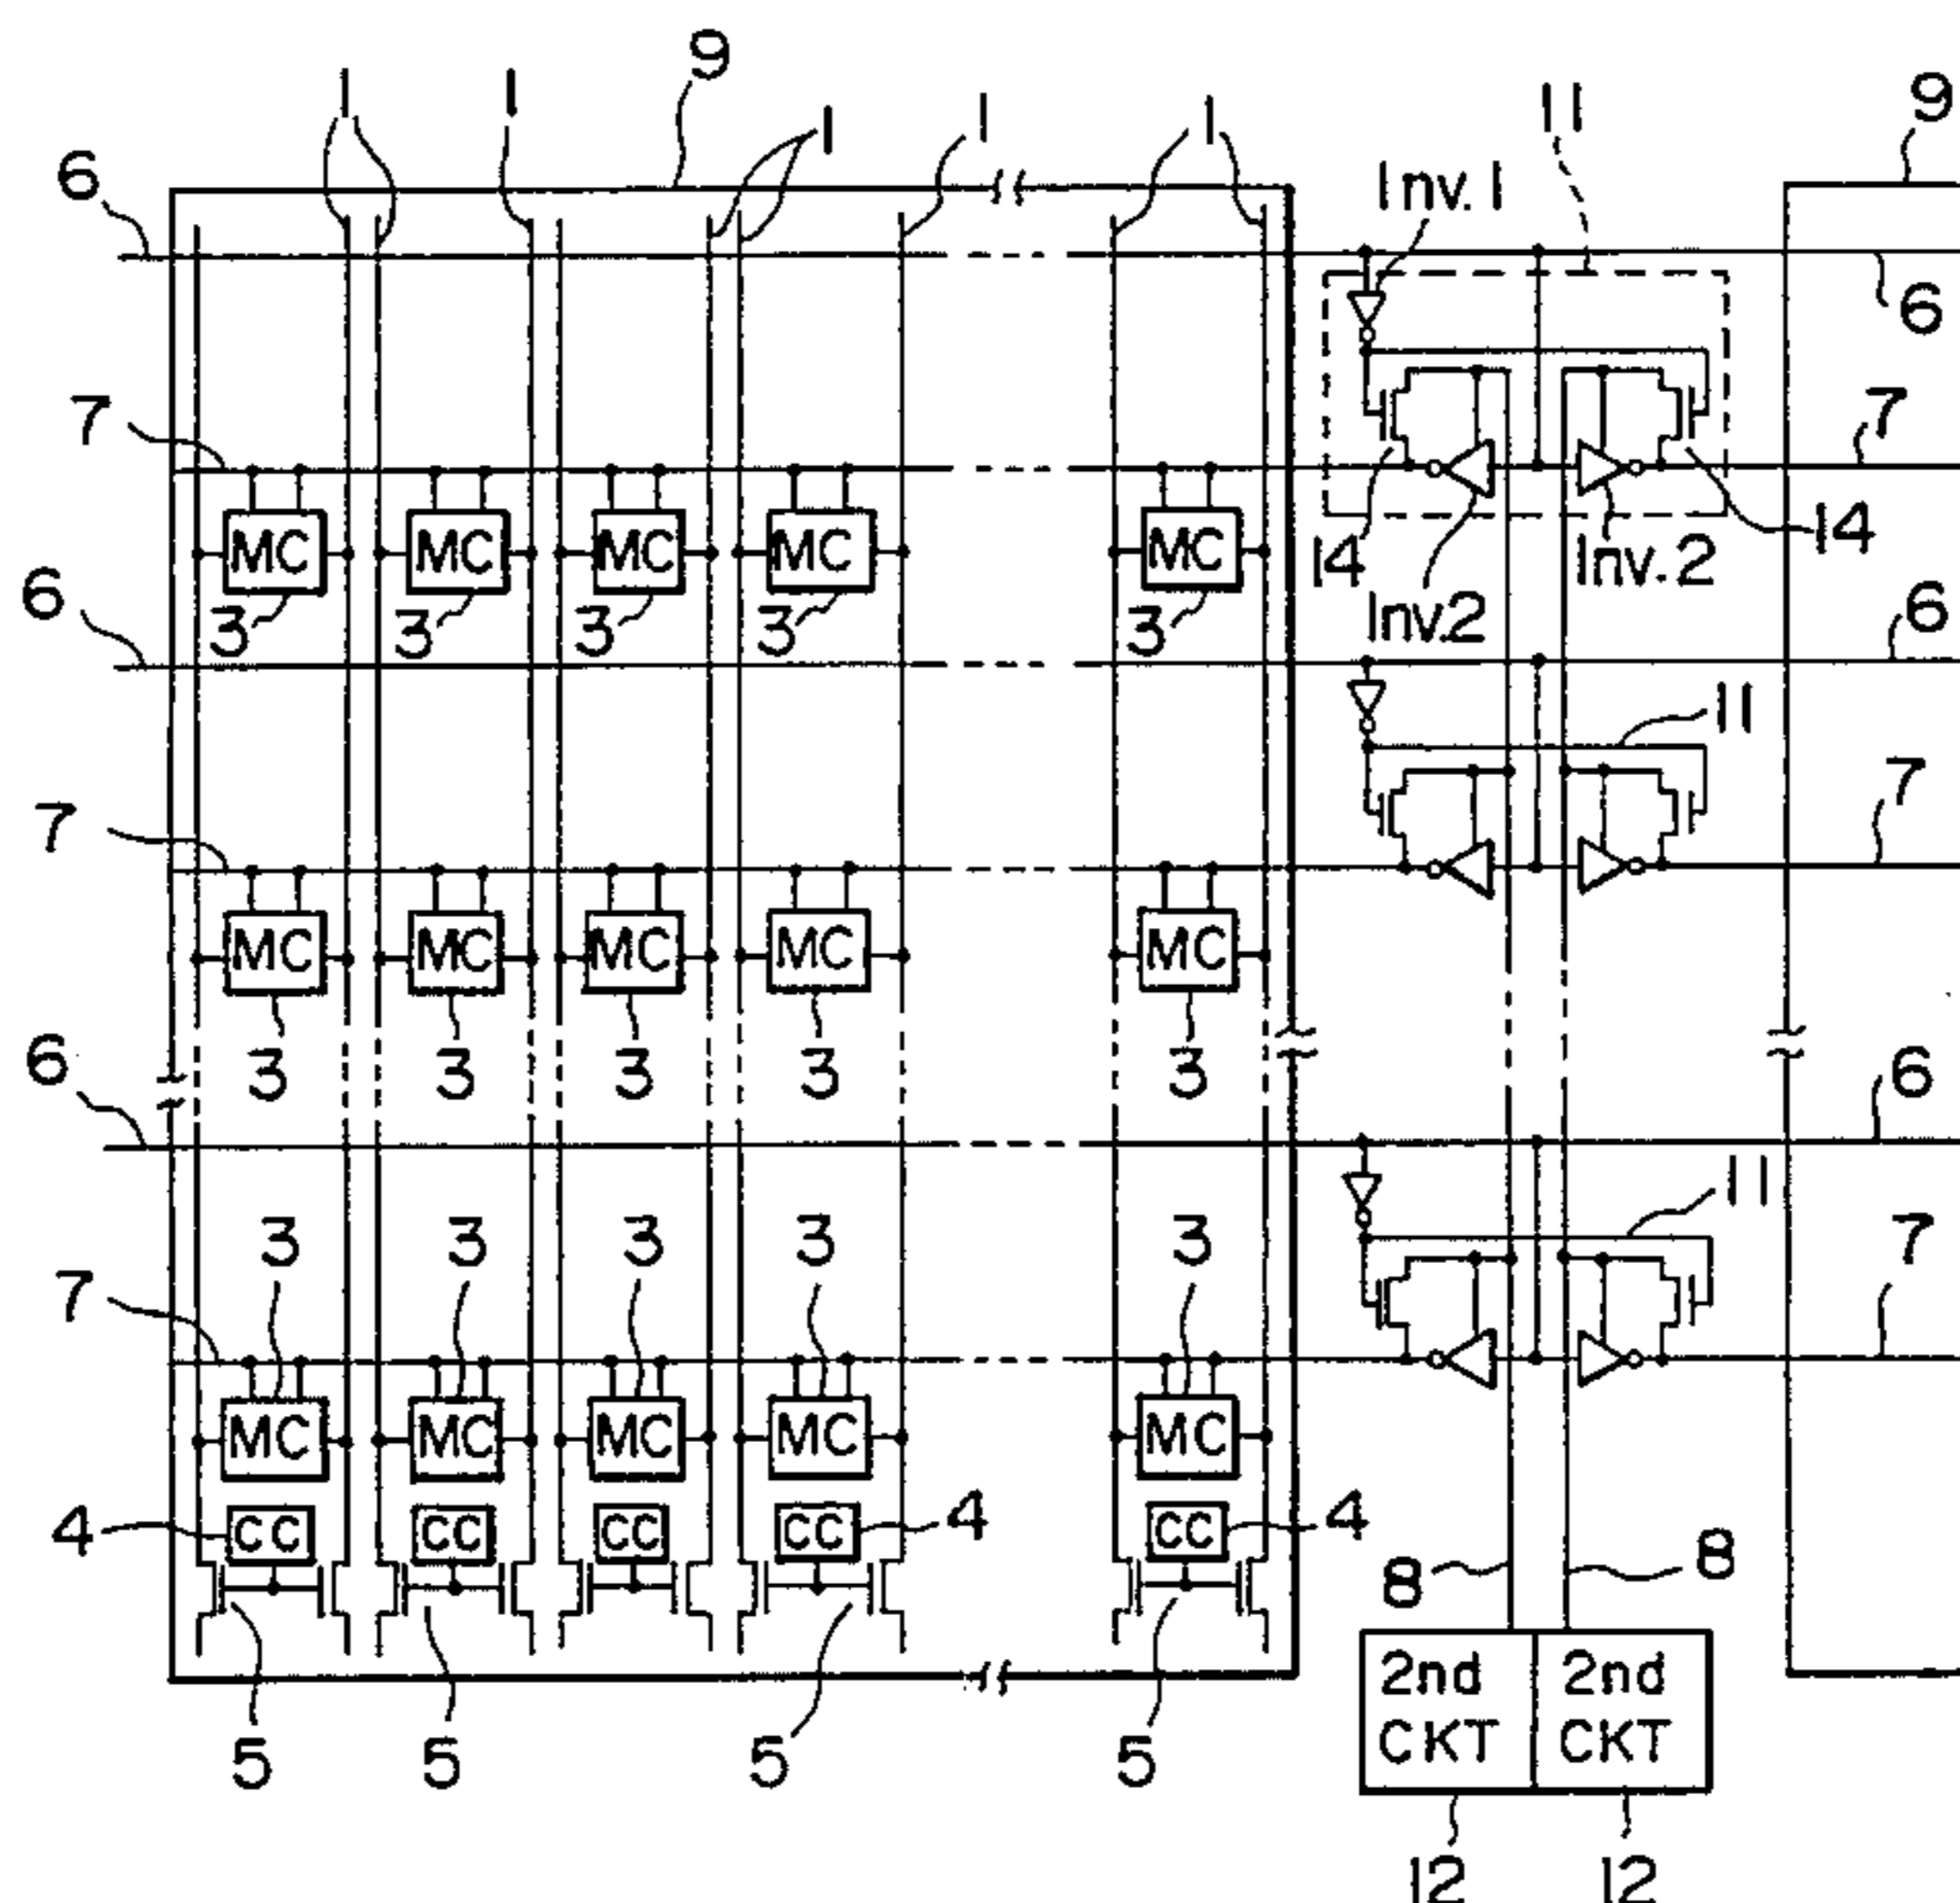 9
1 1 1 1 1 11 9
6 Inv.1
6
7 7
MC MC MC MC MC
14 Inv.2 14
3 3 3 3 3 Inv.2
6 6
11
7 7
MC MC MC MC MC
3 3 3 3 3
6 6
11
3 3 3 3 3
7 7
MC MC MC MC MC
4 CC CC CC CC 4 CC 4
8 8
5 5 5 5
2nd 2nd
CKT CKT
12 12